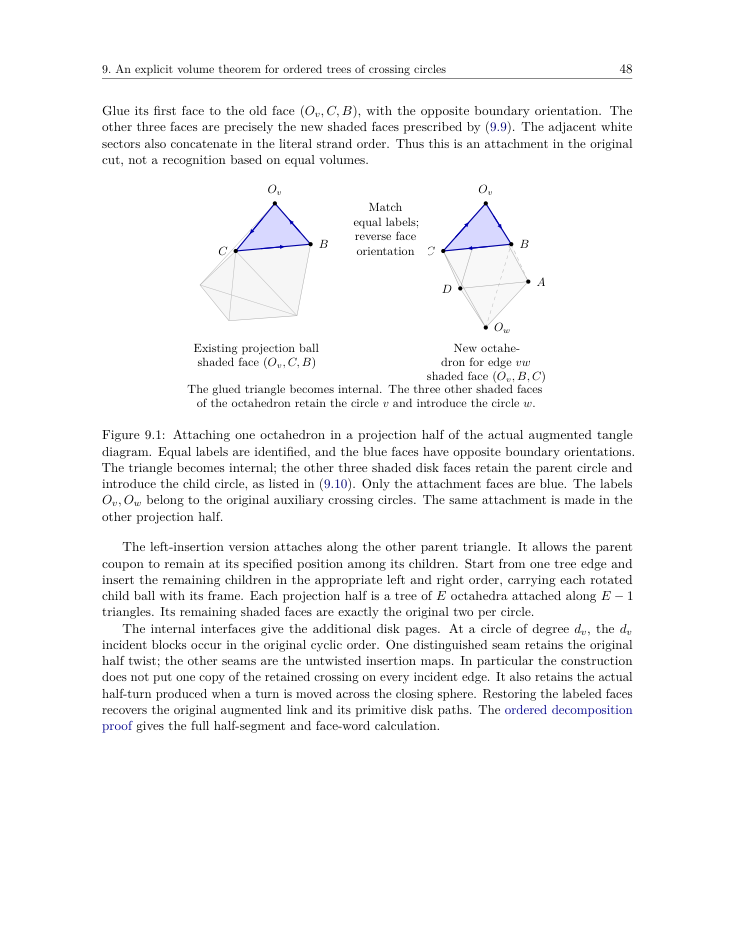 9. An explicit volume theorem for ordered trees of crossing circles 48
Glue its first face to the old face (O_v, C, B), with the opposite boundary orientation. The
other three faces are precisely the new shaded faces prescribed by (9.9). The adjacent white
sectors also concatenate in the literal strand order. Thus this is an attachment in the original
cut, not a recognition based on equal volumes.
O_v
C
B
Match
equal labels;
reverse face
orientation
O_v
C
B
D
A
O_w
Existing projection ball
shaded face (O_v, C, B)
New octahe-
dron for edge vw
shaded face (O_v, B, C)
The glued triangle becomes internal. The three other shaded faces
of the octahedron retain the circle v and introduce the circle w.
Figure 9.1: Attaching one octahedron in a projection half of the actual augmented tangle
diagram. Equal labels are identified, and the blue faces have opposite boundary orientations.
The triangle becomes internal; the other three shaded disk faces retain the parent circle and
introduce the child circle, as listed in (9.10). Only the attachment faces are blue. The labels
O_v, O_w belong to the original auxiliary crossing circles. The same attachment is made in the
other projection half.
The left-insertion version attaches along the other parent triangle. It allows the parent
coupon to remain at its specified position among its children. Start from one tree edge and
insert the remaining children in the appropriate left and right order, carrying each rotated
child ball with its frame. Each projection half is a tree of E octahedra attached along E − 1
triangles. Its remaining shaded faces are exactly the original two per circle.
The internal interfaces give the additional disk pages. At a circle of degree d_v, the d_v
incident blocks occur in the original cyclic order. One distinguished seam retains the original
half twist; the other seams are the untwisted insertion maps. In particular the construction
does not put one copy of the retained crossing on every incident edge. It also retains the actual
half-turn produced when a turn is moved across the closing sphere. Restoring the labeled faces
recovers the original augmented link and its primitive disk paths. The ordered decomposition
proof gives the full half-segment and face-word calculation.